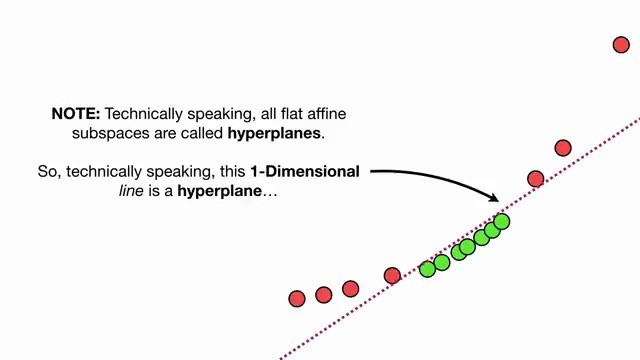 NOTE: Technically speaking, all flat affine
subspaces are called hyperplanes.
So, technically speaking, this 1-Dimensional
line is a hyperplane…